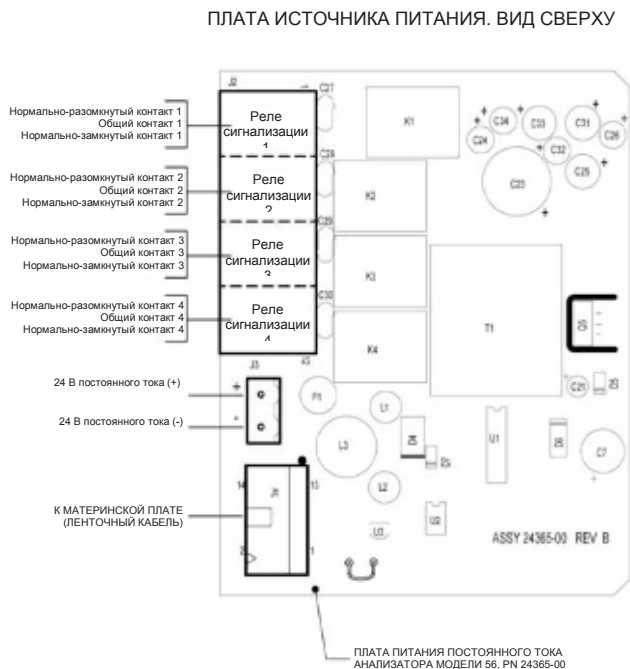 ПЛАТА ИСТОЧНИКА ПИТАНИЯ. ВИД СВЕРХУ
J2
1
C27
Нормально-разомкнутый контакт 1
Общий контакт 1
Нормально-замкнутый контакт 1
Реле
сигнализации
1
K1
C24
C34
C33
C32
C31
C26
C25
C23
C28
Нормально-разомкнутый контакт 2
Общий контакт 2
Нормально-замкнутый контакт 2
Реле
сигнализации
2
K2
C29
Нормально-разомкнутый контакт 3
Общий контакт 3
Нормально-замкнутый контакт 3
Реле
сигнализации
3
K3
T1
C30
Нормально-разомкнутый контакт 4
Общий контакт 4
Нормально-замкнутый контакт 4
Реле
сигнализации
4
K4
J3
24 В постоянного тока (+)
+
24 В постоянного тока (-)
-
F1
L1
L3
D4
U1
C21
C7
L2
К МАТЕРИНСКОЙ ПЛАТЕ
(ЛЕНТОЧНЫЙ КАБЕЛЬ)
14
13
1
ASSY 24365-00 REV B
ПЛАТА ПИТАНИЯ ПОСТОЯННОГО ТОКА
АНАЛИЗАТОРА МОДЕЛИ 56, PN 24365-00